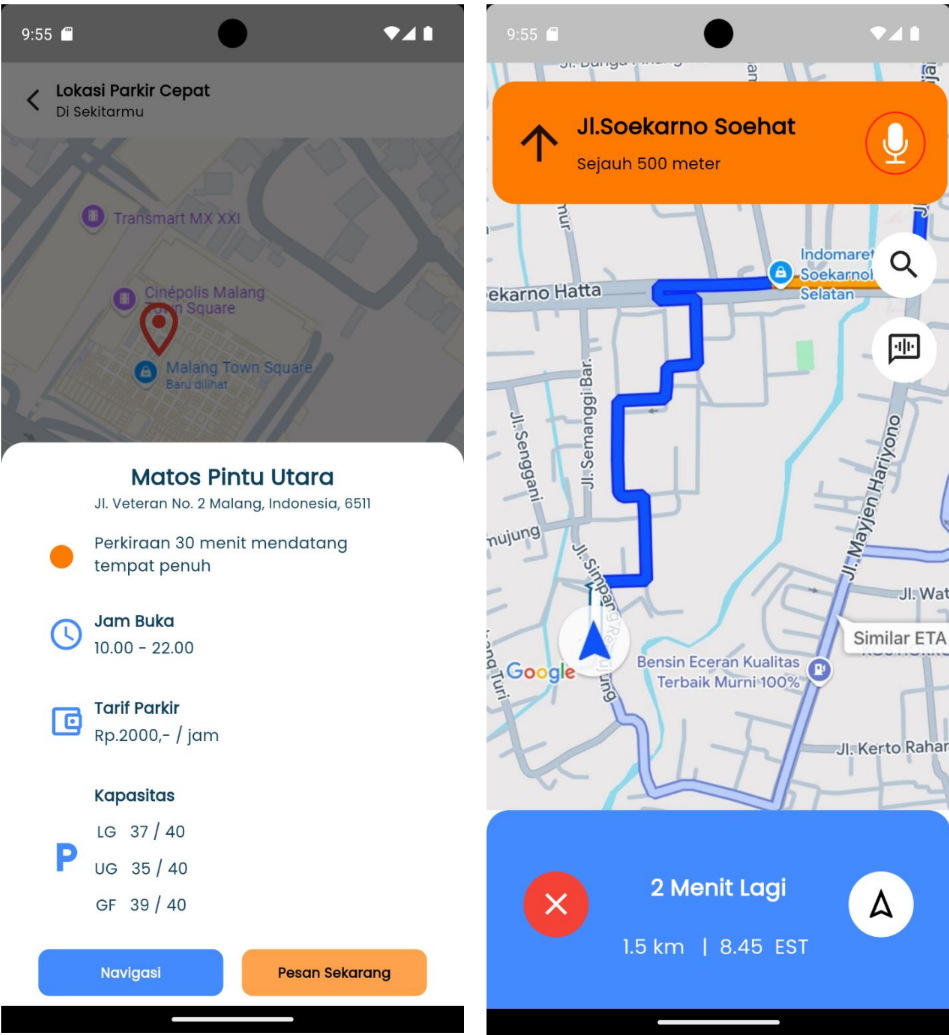 9:55
Lokasi Parkir Cepat
Di Sekitarmu
Transmart MX XXI
Cinépolis Malang
Town Square
Malang Town Square
Baru dilihat
Matos Pintu Utara
Jl. Veteran No. 2 Malang, Indonesia, 6511
Perkiraan 30 menit mendatang
tempat penuh
Jam Buka
10.00 - 22.00
Tarif Parkir
Rp.2000,- / jam
Kapasitas
P
LG 37 / 40
UG 35 / 40
GF 39 / 40
Navigasi
Pesan Sekarang
9:55
Jl.Soekarno Soehat
Sejauh 500 meter
mur
Indomaret
Soekarno
Selatan
ekarno Hatta
Jl. Semanggi Bar.
Jl. Senggani
Jl. Mayjen Hariyono
mujung
Jl. Simpang
Jl. Wat
Similar ETA
Bensin Eceran Kualitas
Terbaik Murni 100%
Google
ang Turi
Jl. Kerto Rahar
2 Menit Lagi
1.5 km | 8.45 EST